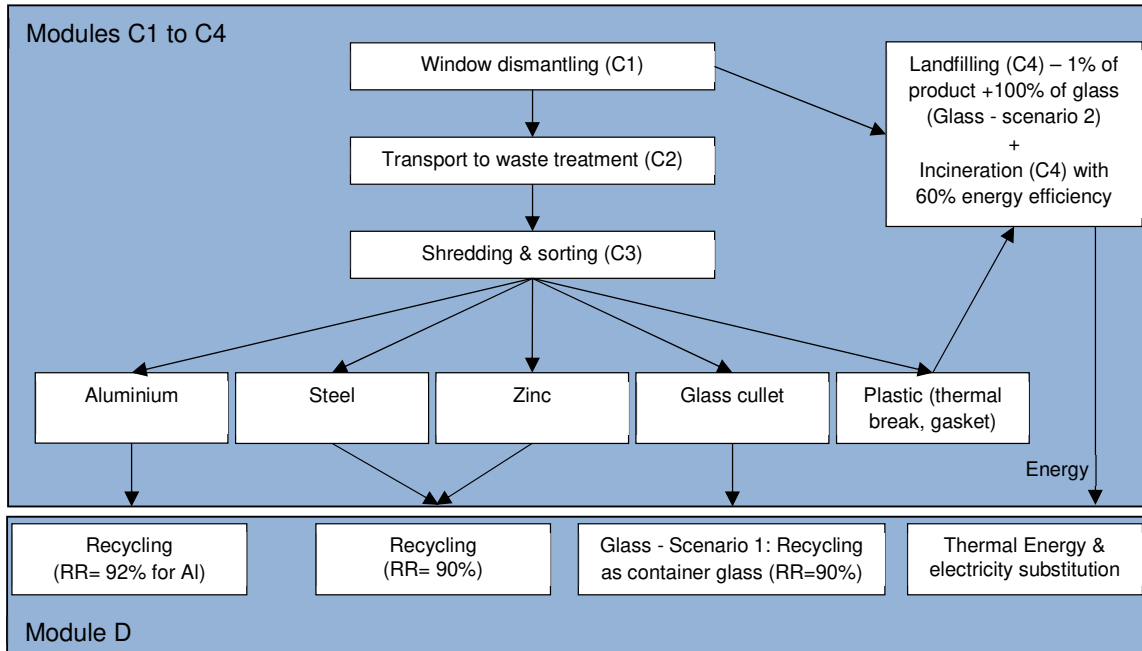 Modules C1 to C4
Window dismantling (C1)
Landfilling (C4) – 1% of
product +100% of glass
(Glass - scenario 2)
+
Incineration (C4) with
60% energy efficiency
Transport to waste treatment (C2)
Shredding & sorting (C3)
Aluminium
Steel
Zinc
Glass cullet
Plastic (thermal
break, gasket)
Energy
Recycling
(RR= 92% for Al)
Recycling
(RR= 90%)
Glass - Scenario 1: Recycling
as container glass (RR=90%)
Thermal Energy &
electricity substitution
Module D